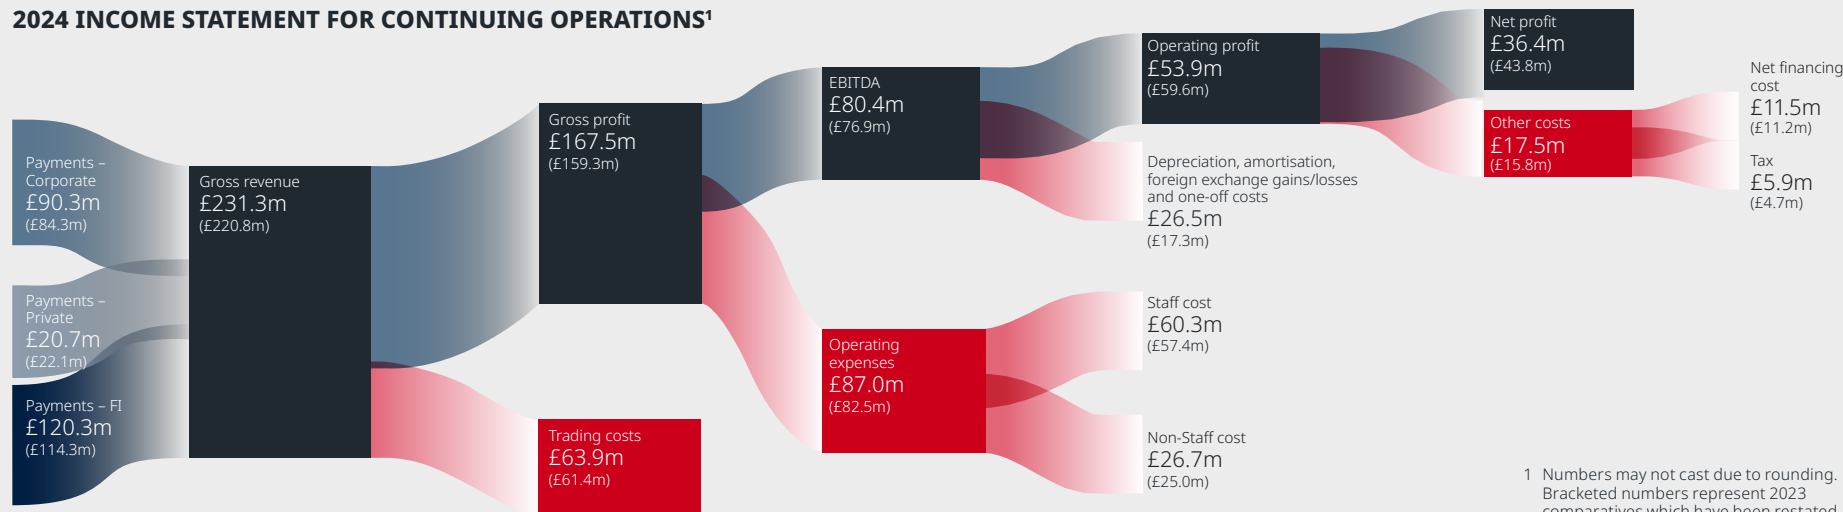 2024 INCOME STATEMENT FOR CONTINUING OPERATIONS¹
Payments –
Corporate
£90.3m
(£84.3m)
Payments –
Private
£20.7m
(£22.1m)
Payments – FI
£120.3m
(£114.3m)
Gross revenue
£231.3m
(£220.8m)
Gross profit
£167.5m
(£159.3m)
Trading costs
£63.9m
(£61.4m)
EBITDA
£80.4m
(£76.9m)
Operating
expenses
£87.0m
(£82.5m)
Operating profit
£53.9m
(£59.6m)
Depreciation, amortisation,
foreign exchange gains/losses
and one-off costs
£26.5m
(£17.3m)
Staff cost
£60.3m
(£57.4m)
Non-Staff cost
£26.7m
(£25.0m)
Net profit
£36.4m
(£43.8m)
Other costs
£17.5m
(£15.8m)
Net financing
cost
£11.5m
(£11.2m)
Tax
£5.9m
(£4.7m)
1 Numbers may not cast due to rounding.
Bracketed numbers represent 2023
comparatives which have been restated